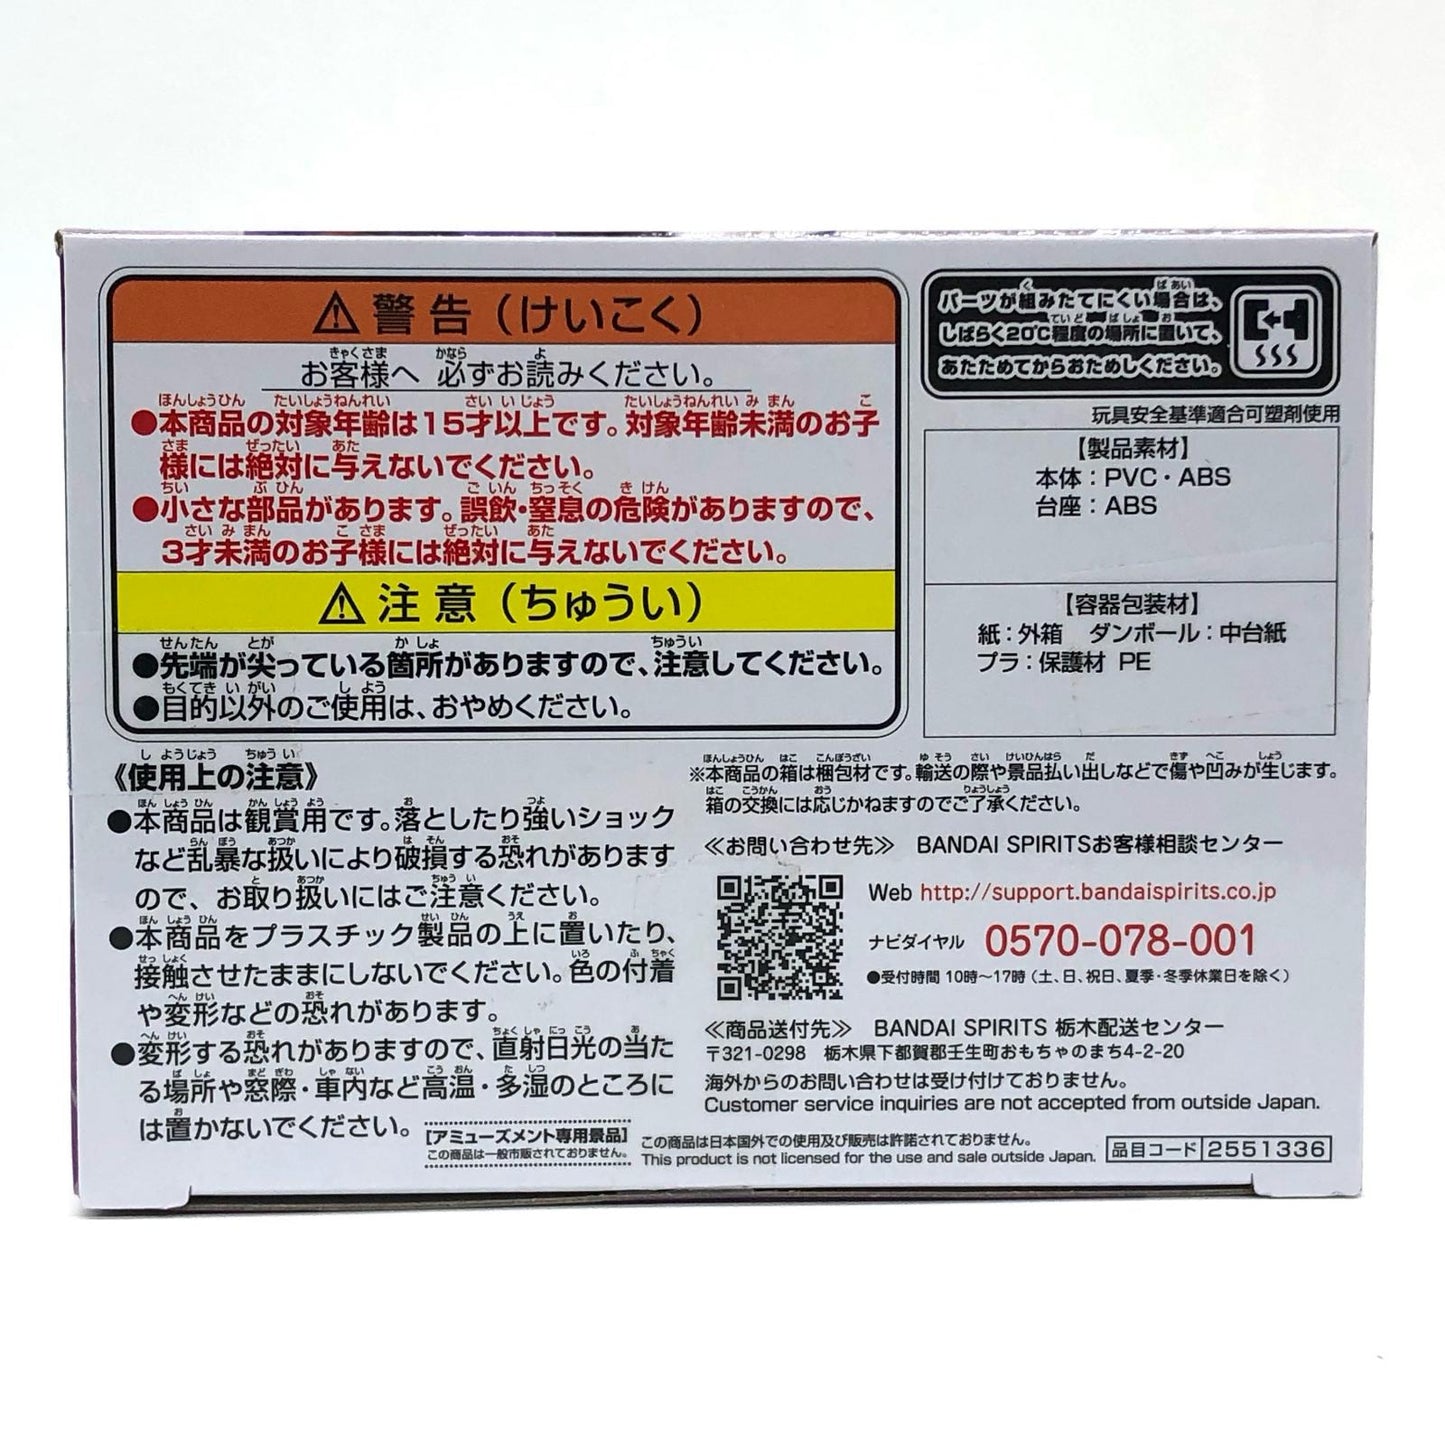 ⚠警告（けいこく）
お客様へ 必ずお読みください。
●本商品の対象年齢は15才以上です。対象年齢未満のお子
様には絶対に与えないでください。
●小さな部品があります。誤飲・窒息の危険がありますので、
3才未満のお子様には絶対に与えないでください。
⚠注意（ちゅうい）
●先端が尖っている箇所がありますので、注意してください。
●目的以外のご使用は、おやめください。
《使用上の注意》
●本商品は観賞用です。落としたり強いショック
など乱暴な扱いにより破損する恐れがあります
ので、お取り扱いにはご注意ください。
●本商品をプラスチック製品の上に置いたり、
接触させたままにしないでください。色の付着
や変形などの恐れがあります。
●変形する恐れがありますので、直射日光の当た
る場所や窓際・車内など高温・多湿のところに
は置かないでください。
[アミューズメント専用景品]
この商品は一般市販されておりません。
パーツが組みたてにくい場合は、
しばらく20℃程度の場所に置いて、
あたためてからおためしください。
玩具安全基準適合可塑剤使用
【製品素材】
本体：PVC・ABS
台座：ABS
【容器包装材】
紙：外箱　ダンボール：中台紙
プラ：保護材 PE
※本商品の箱は梱包材です。輸送の際や景品払い出しなどで傷や凹みが生じます。
箱の交換には応じかねますのでご了承ください。
≪お問い合わせ先≫　BANDAI SPIRITSお客様相談センター
Web http://support.bandaispirits.co.jp
ナビダイヤル 0570-078-001
●受付時間 10時～17時（土、日、祝日、夏季・冬季休業日を除く）
≪商品送付先≫　BANDAI SPIRITS 栃木配送センター
〒321-0298　栃木県下都賀郡壬生町おもちゃのまち4-2-20
海外からのお問い合わせは受け付けておりません。
Customer service inquiries are not accepted from outside Japan.
この商品は日本国外での使用及び販売は許諾されておりません。
This product is not licensed for the use and sale outside Japan.
品目コード 2551336